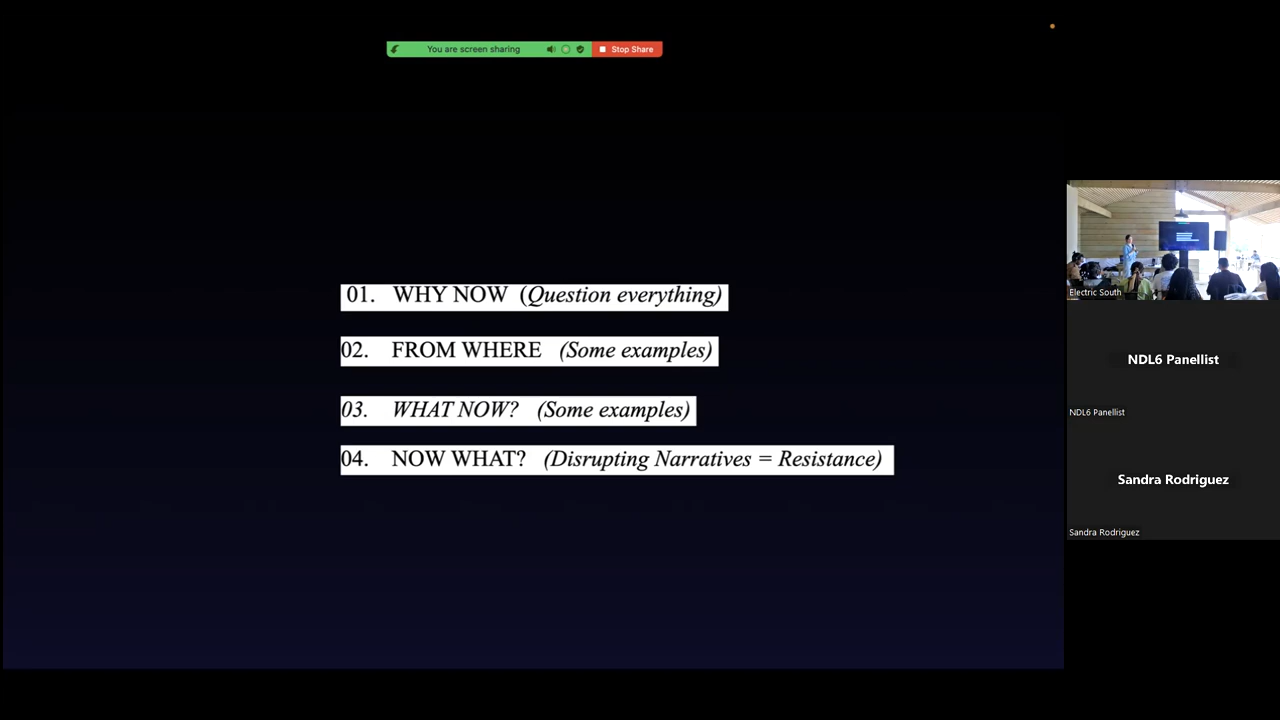 You are screen sharing
Stop Share
01. WHY NOW (Question everything)
02. FROM WHERE (Some examples)
03. WHAT NOW? (Some examples)
04. NOW WHAT? (Disrupting Narratives = Resistance)
Electric South
NDL6 Panellist
NDL6 Panellist
Sandra Rodriguez
Sandra Rodriguez